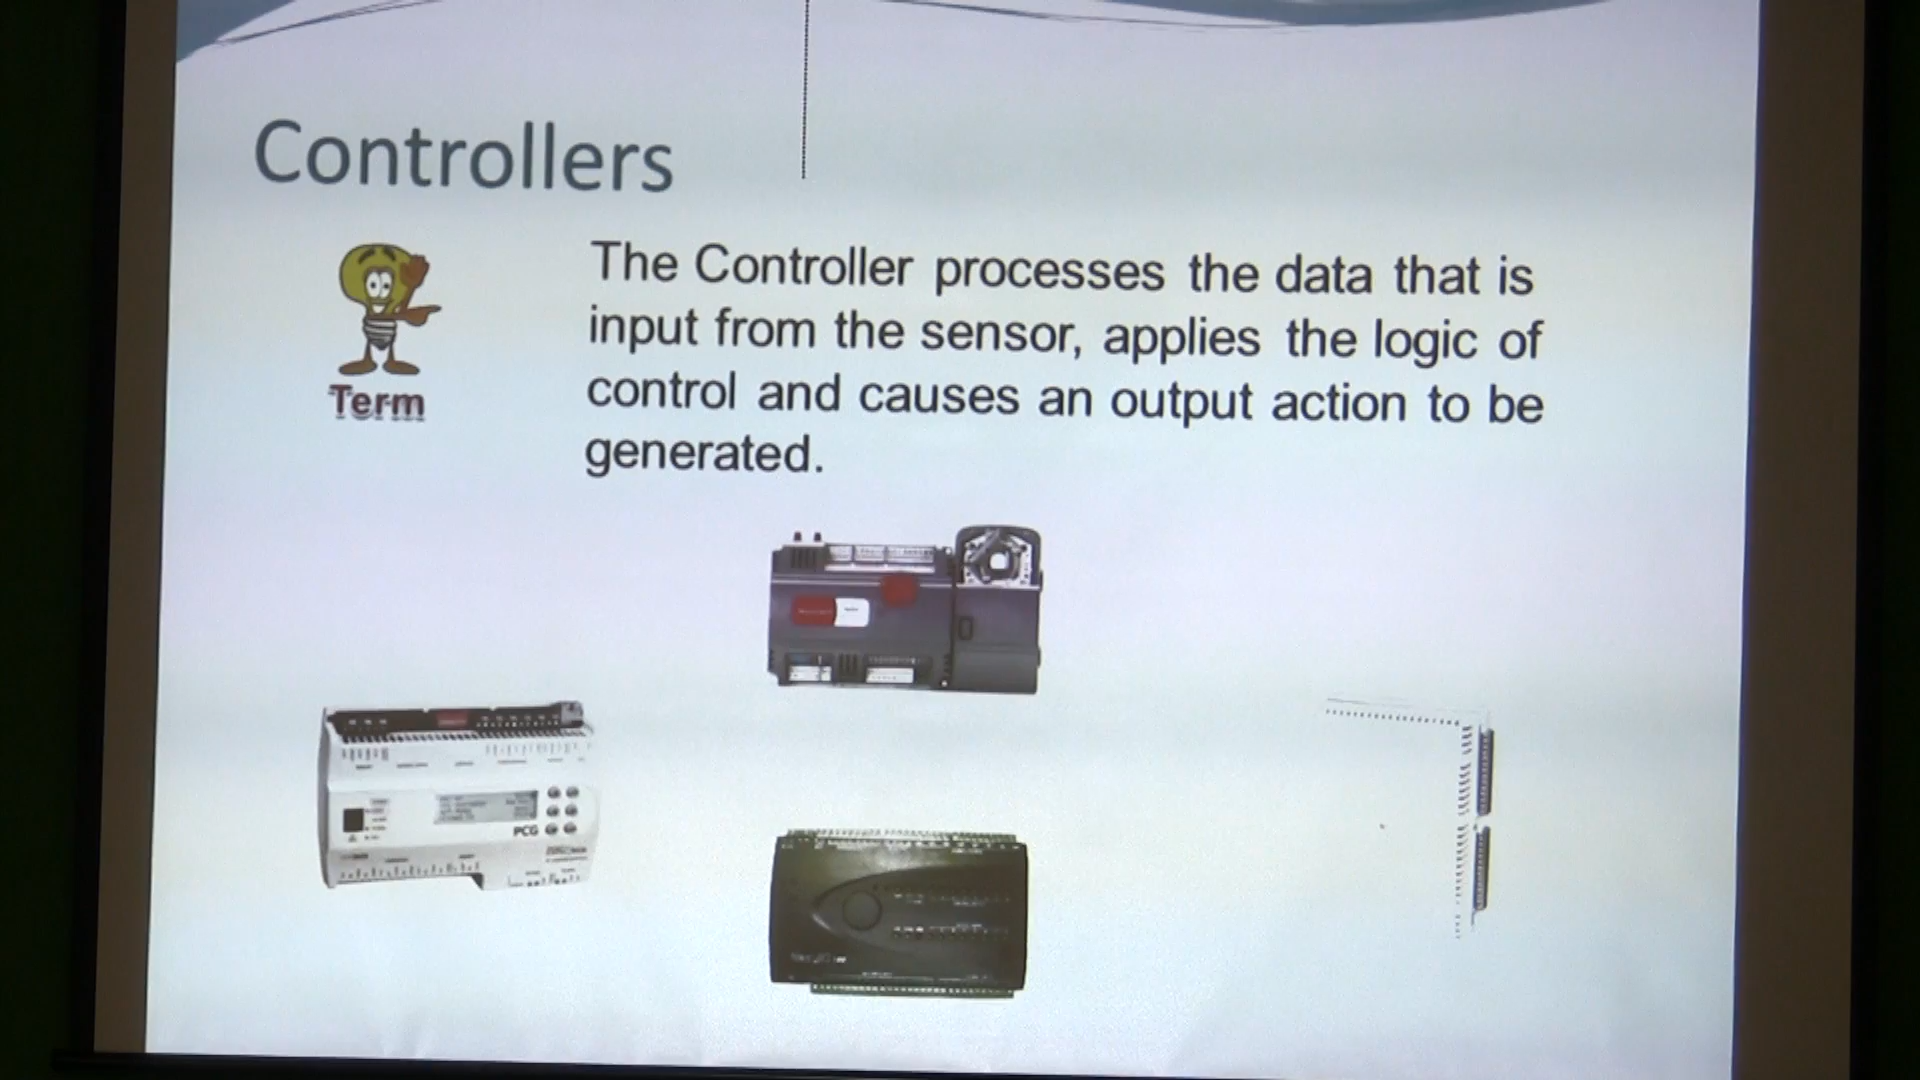 Controllers
The Controller processes the data that is
input from the sensor, applies the logic of
control and causes an output action to be
generated.
Term
PCG